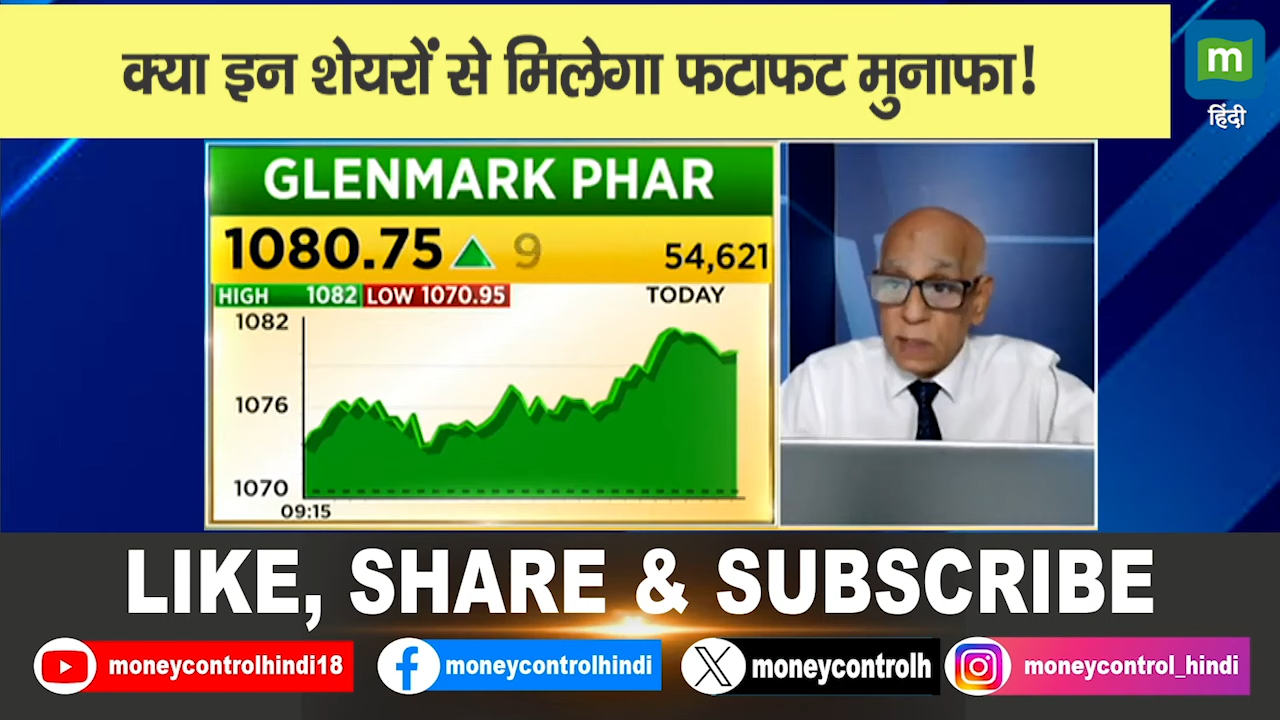 क्या इन शेयरों से मिलेगा फटाफट मुनाफा!
m
हिंदी
GLENMARK PHAR
1080.75 9 54,621
HIGH 1082 LOW 1070.95 TODAY
1082
1076
1070
09:15
LIKE, SHARE & SUBSCRIBE
moneycontrolhindi18 moneycontrolhindi moneycontrolh moneycontrol_hindi